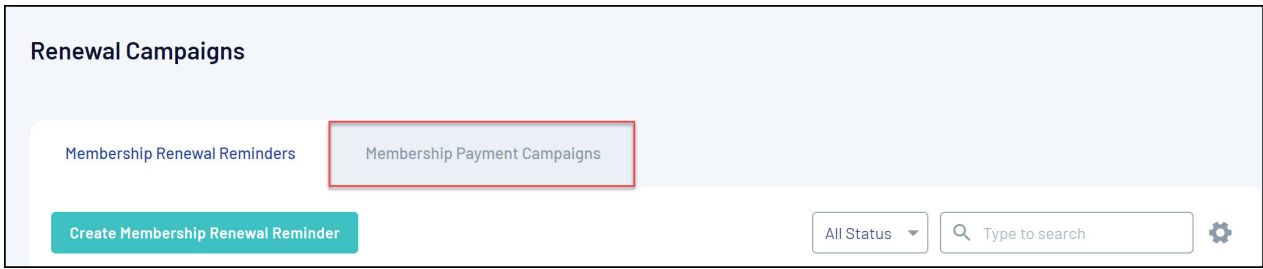 Renewal Campaigns
Membership Renewal Reminders Membership Payment Campaigns
Create Membership Renewal Reminder All Status Type to search